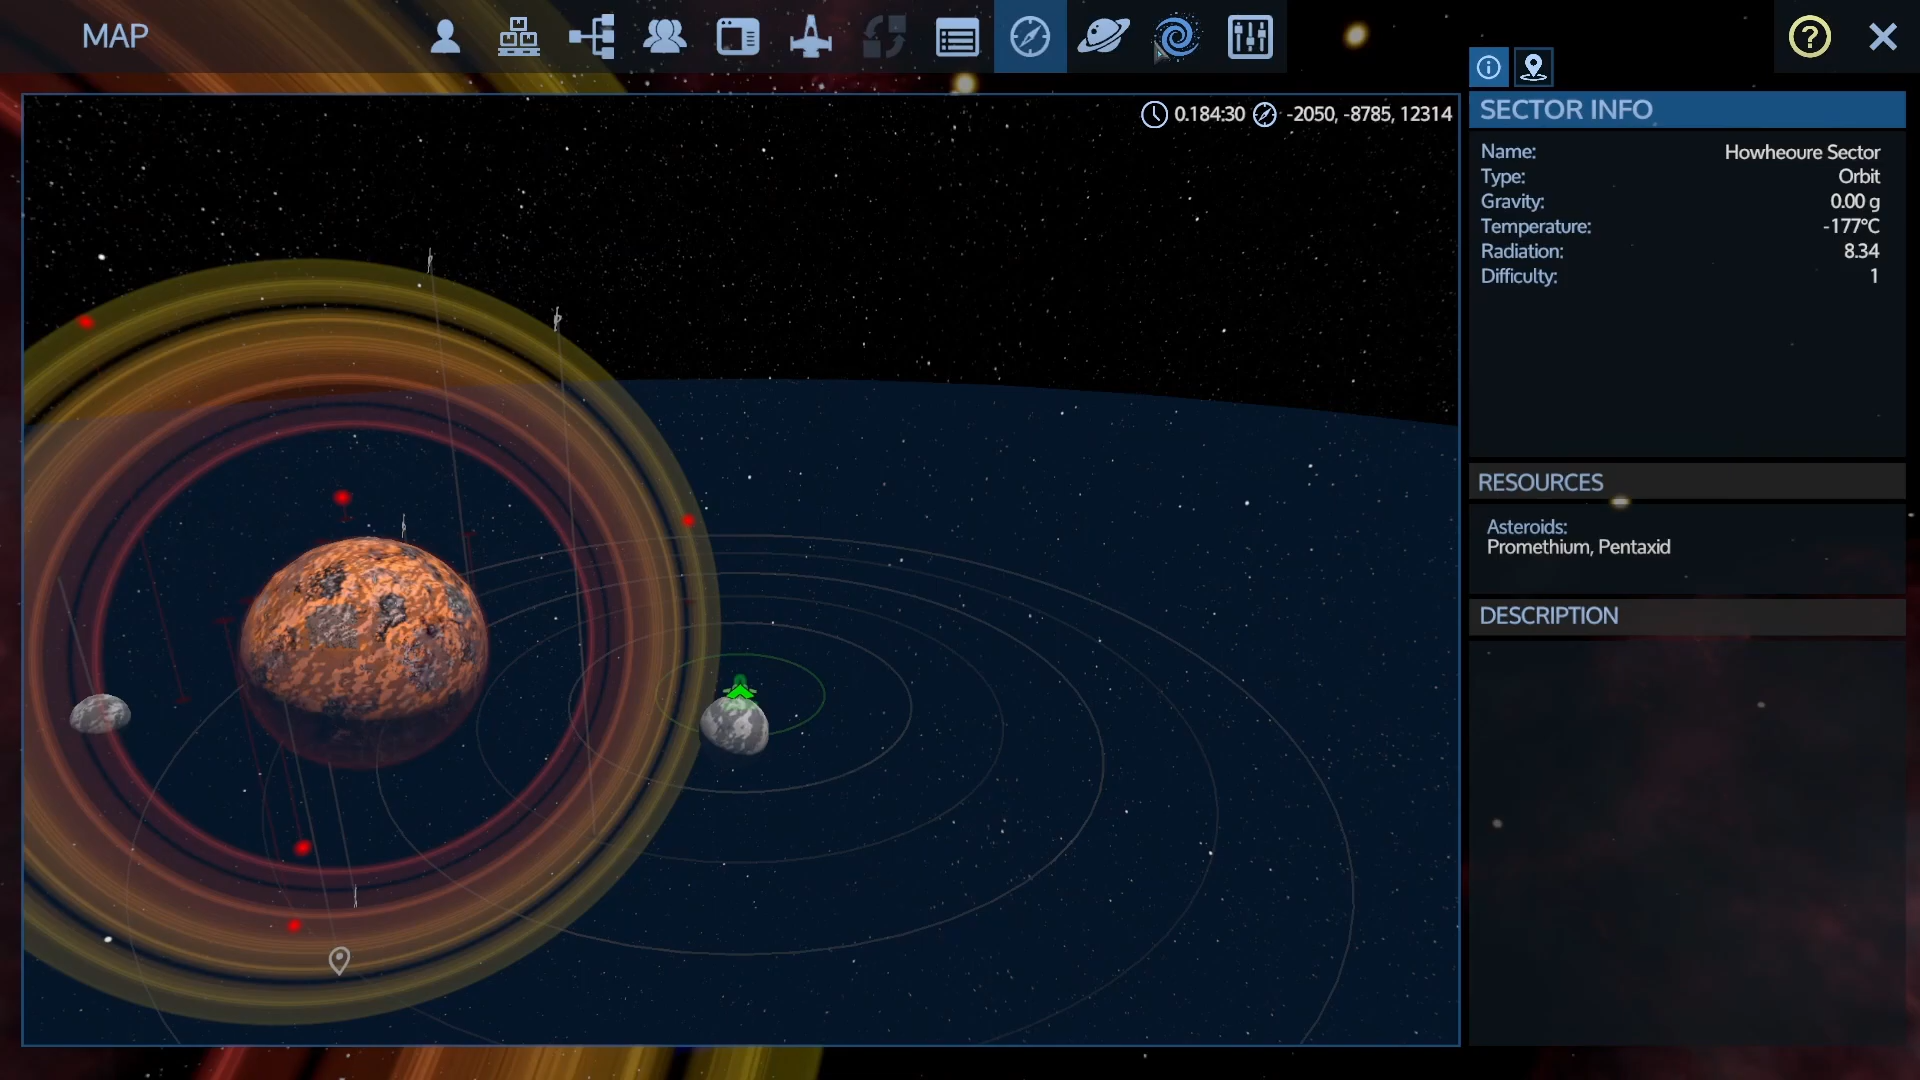 MAP
?
0.184:30 -2050, -8785, 12314
SECTOR INFO
Name: Howheoure Sector
Type: Orbit
Gravity: 0.00 g
Temperature: -177°C
Radiation: 8.34
Difficulty: 1
RESOURCES
Asteroids:
Promethium, Pentaxid
DESCRIPTION